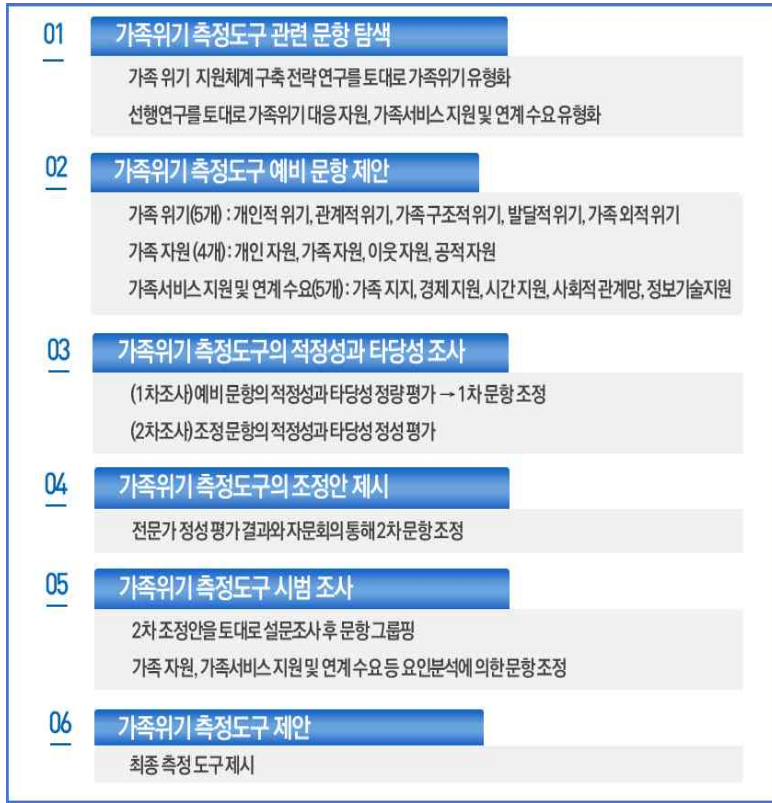 01
가족위기 측정도구 관련 문항 탐색
가족 위기 지원체계 구축 전략 연구를 토대로 가족위기 유형화
선행연구를 토대로 가족위기 대응 자원, 가족서비스 지원 및 연계 수요 유형화
02
가족위기 측정도구 예비 문항 제안
가족 위기(5개) : 개인적 위기, 관계적 위기, 가족 구조적 위기, 발달적 위기, 가족 외적 위기
가족 자원 (4개) : 개인 자원, 가족 자원, 이웃 자원, 공적 자원
가족서비스 지원 및 연계 수요(5개) : 가족 지지, 경제 지원, 시간 지원, 사회적 관계망, 정보기술지원
03
가족위기 측정도구의 적정성과 타당성 조사
(1차조사) 예비 문항의 적정성과 타당성 정량 평가 → 1차 문항 조정
(2차조사) 조정 문항의 적정성과 타당성 정성 평가
04
가족위기 측정도구의 조정안 제시
전문가 정성 평가 결과와 자문회의 통해 2차 문항 조정
05
가족위기 측정도구 시범 조사
2차 조정안을 토대로 설문조사 후 문항 그룹핑
가족 자원, 가족서비스 지원 및 연계 수요 등 요인분석에 의한 문항 조정
06
가족위기 측정도구 제안
최종 측정 도구 제시